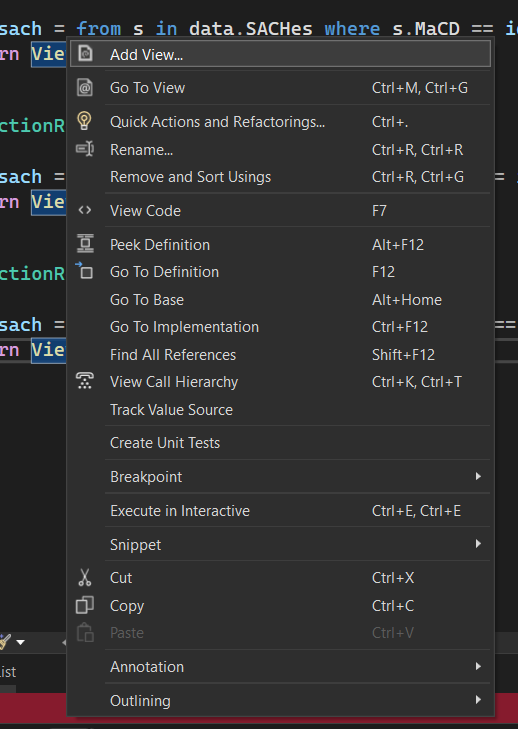 sach = from s in data.SACHes where s.MaCD == i
rn Vie
Add View...
Go To View Ctrl+M, Ctrl+G
Quick Actions and Refactorings... Ctrl+.
ctionR
Rename... Ctrl+R, Ctrl+R
sach =
Remove and Sort Usings Ctrl+R, Ctrl+G
rn Vie
View Code F7
Peek Definition Alt+F12
ctionR
Go To Definition F12
Go To Base Alt+Home
sach = ==
Go To Implementation Ctrl+F12
rn Vie
Find All References Shift+F12
View Call Hierarchy Ctrl+K, Ctrl+T
Track Value Source
Create Unit Tests
Breakpoint
Execute in Interactive Ctrl+E, Ctrl+E
Snippet
Cut Ctrl+X
Copy Ctrl+C
Paste Ctrl+V
ist
Annotation
Outlining